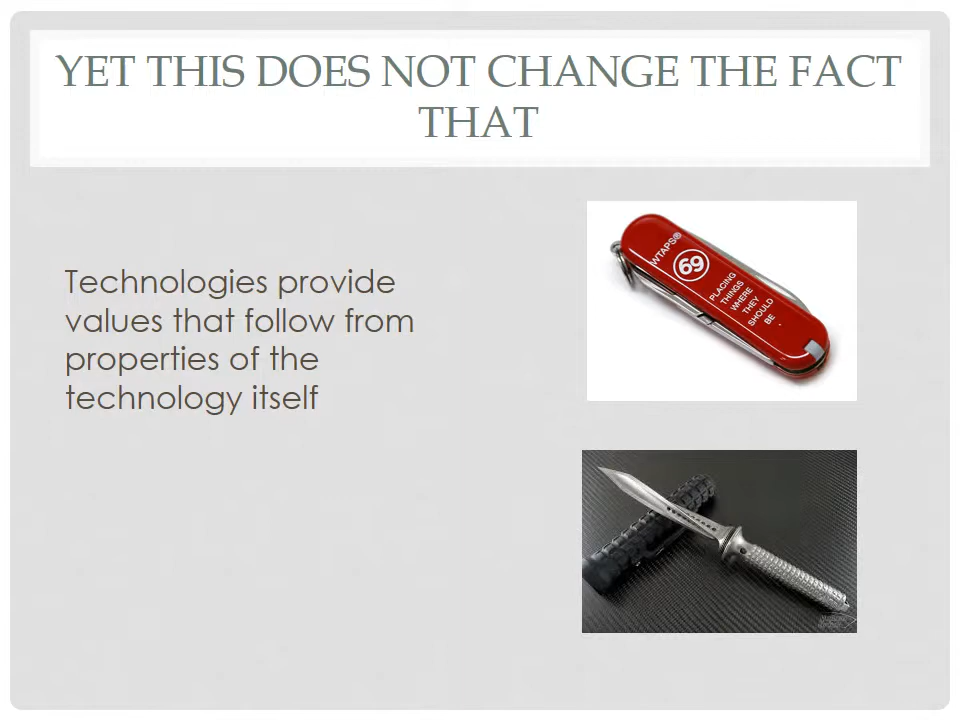 YET THIS DOES NOT CHANGE THE FACT
THAT
Technologies provide
values that follow from
properties of the
technology itself
WTAPS®
69
PLACING
THINGS
WHERE
THEY
SHOULD
BE .